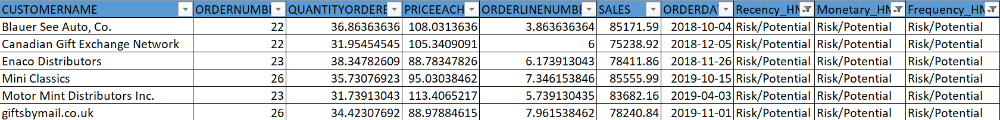 CUSTOMERNAME ORDERNUMBE QUANTITYORDERE PRICEEACH ORDERLINENUMBE SALES ORDERDA Recency_HM Monetary_HM Frequency_HM
Blauer See Auto, Co. 22 36.86363636 108.0313636 3.863636364 85171.59 2018-10-04 Risk/Potential Risk/Potential Risk/Potential
Canadian Gift Exchange Network 22 31.95454545 105.3409091 6 75238.92 2018-12-05 Risk/Potential Risk/Potential Risk/Potential
Enaco Distributors 23 38.34782609 88.78347826 6.173913043 78411.86 2018-11-26 Risk/Potential Risk/Potential Risk/Potential
Mini Classics 26 35.73076923 95.03038462 7.346153846 85555.99 2019-10-15 Risk/Potential Risk/Potential Risk/Potential
Motor Mint Distributors Inc. 23 31.73913043 113.4065217 5.739130435 83682.16 2019-04-03 Risk/Potential Risk/Potential Risk/Potential
giftsbymail.co.uk 26 34.42307692 88.97884615 7.961538462 78240.84 2019-11-01 Risk/Potential Risk/Potential Risk/Potential